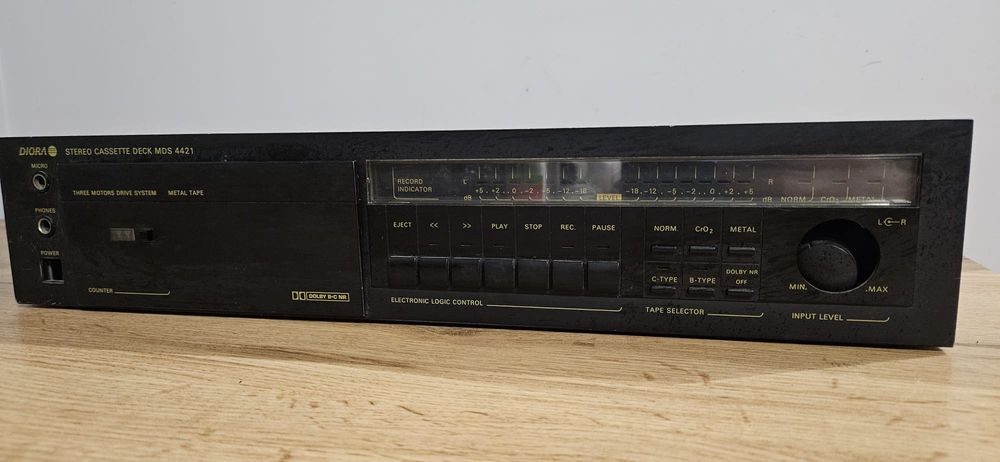 DIORA STEREO CASSETTE DECK MDS 4421
MICRO
THREE MOTORS DRIVE SYSTEM METAL TAPE
PHONES
POWER
COUNTER
DOLBY B-C NR
RECORD INDICATOR
L
+5 +2 0 -2 -5 -12 -18
dB
LEVEL
-18 -12 -5 -2 0 +2 +5
R
dB
NORM. CrO2 METAL
EJECT << >> PLAY STOP REC. PAUSE
ELECTRONIC LOGIC CONTROL
NORM. CrO2 METAL
C-TYPE B-TYPE DOLBY NR OFF
TAPE SELECTOR
L R
MIN. MAX
INPUT LEVEL